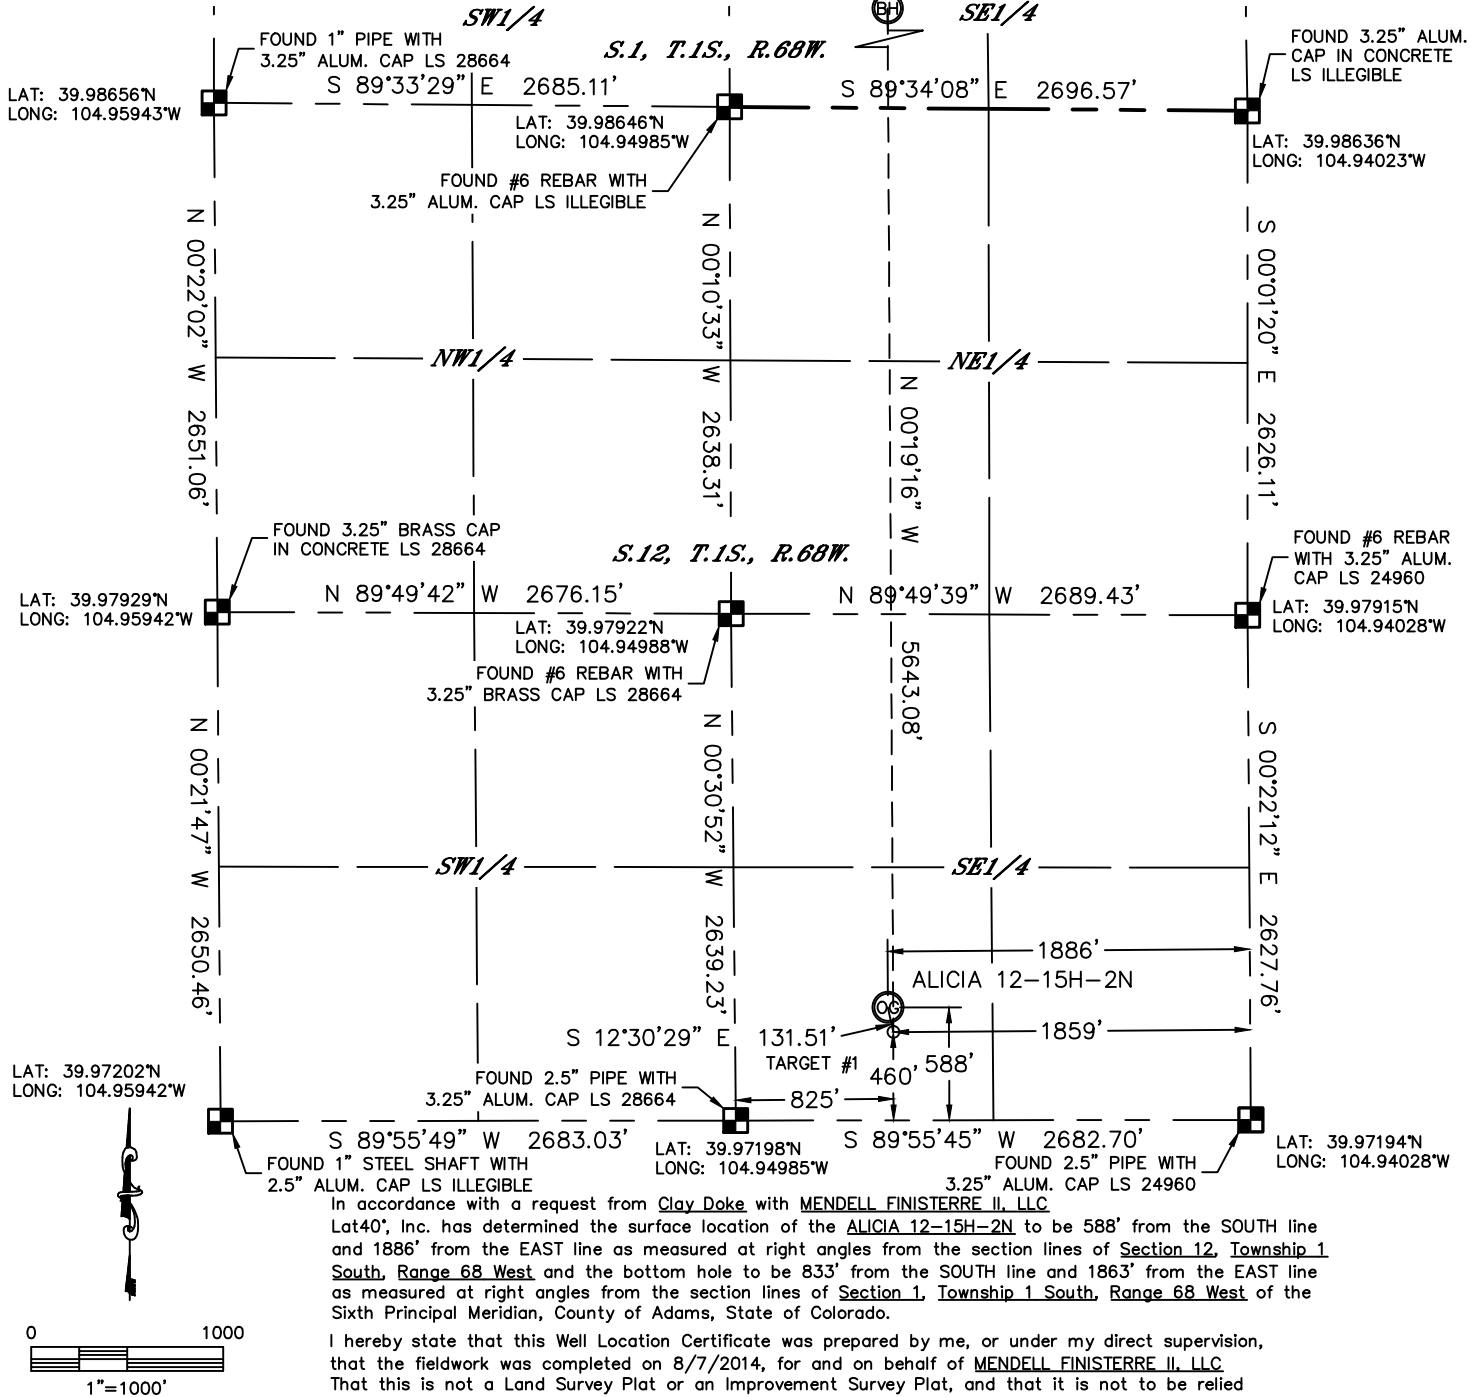 SW1/4
BH
SE1/4
S.1, T.1S., R.68W.
FOUND 1" PIPE WITH
3.25" ALUM. CAP LS 28664
FOUND 3.25" ALUM.
CAP IN CONCRETE
LS ILLEGIBLE
S 89°33'29" E 2685.11'
S 89°34'08" E 2696.57'
LAT: 39.98656°N
LONG: 104.95943°W
LAT: 39.98646°N
LONG: 104.94985°W
LAT: 39.98636°N
LONG: 104.94023°W
FOUND #6 REBAR WITH
3.25" ALUM. CAP LS ILLEGIBLE
N 00°22'02" W 2651.06'
N 00°10'33" W 2638.31'
N 00°19'16" W 5643.08'
S 00°01'20" E 2626.11'
NW1/4
NE1/4
FOUND 3.25" BRASS CAP
IN CONCRETE LS 28664
S.12, T.1S., R.68W.
FOUND #6 REBAR
WITH 3.25" ALUM.
CAP LS 24960
N 89°49'42" W 2676.15'
N 89°49'39" W 2689.43'
LAT: 39.97929°N
LONG: 104.95942°W
LAT: 39.97922°N
LONG: 104.94988°W
LAT: 39.97915°N
LONG: 104.94028°W
FOUND #6 REBAR WITH
3.25" BRASS CAP LS 28664
N 00°21'47" W 2650.46'
N 00°30'52" W 2639.23'
S 00°22'12" E 2627.76'
SW1/4
SE1/4
1886'
ALICIA 12-15H-2N
OG
S 12°30'29" E 131.51'
1859'
TARGET #1
460'
588'
825'
LAT: 39.97202°N
LONG: 104.95942°W
FOUND 2.5" PIPE WITH
3.25" ALUM. CAP LS 28664
S 89°55'49" W 2683.03'
S 89°55'45" W 2682.70'
LAT: 39.97198°N
LONG: 104.94985°W
LAT: 39.97194°N
LONG: 104.94028°W
FOUND 1" STEEL SHAFT WITH
2.5" ALUM. CAP LS ILLEGIBLE
FOUND 2.5" PIPE WITH
3.25" ALUM. CAP LS 24960
In accordance with a request from Clay Doke with MENDELL FINISTERRE II, LLC
Lat40°, Inc. has determined the surface location of the ALICIA 12-15H-2N to be 588' from the SOUTH line
and 1886' from the EAST line as measured at right angles from the section lines of Section 12, Township 1
South, Range 68 West and the bottom hole to be 833' from the SOUTH line and 1863' from the EAST line
as measured at right angles from the section lines of Section 1, Township 1 South, Range 68 West of the
Sixth Principal Meridian, County of Adams, State of Colorado.
I hereby state that this Well Location Certificate was prepared by me, or under my direct supervision,
that the fieldwork was completed on 8/7/2014, for and on behalf of MENDELL FINISTERRE II, LLC
That this is not a Land Survey Plat or an Improvement Survey Plat, and that it is not to be relied
0 1000
1"=1000'